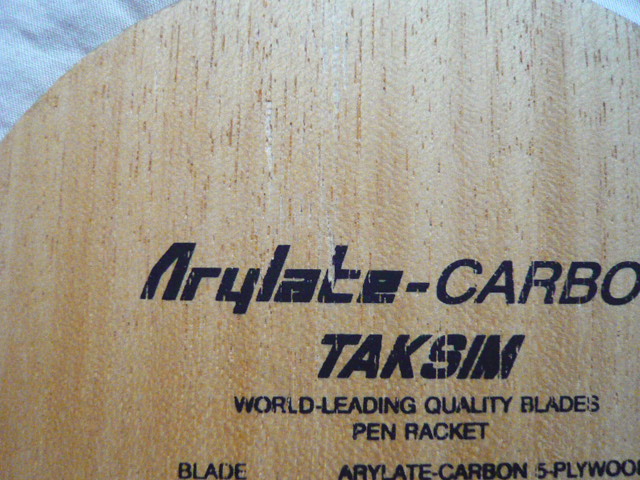 Arylate-CARBO
TAKSIM
WORLD-LEADING QUALITY BLADES
PEN RACKET
BLADE ARYLATE-CARBON 5-PLYWOOD